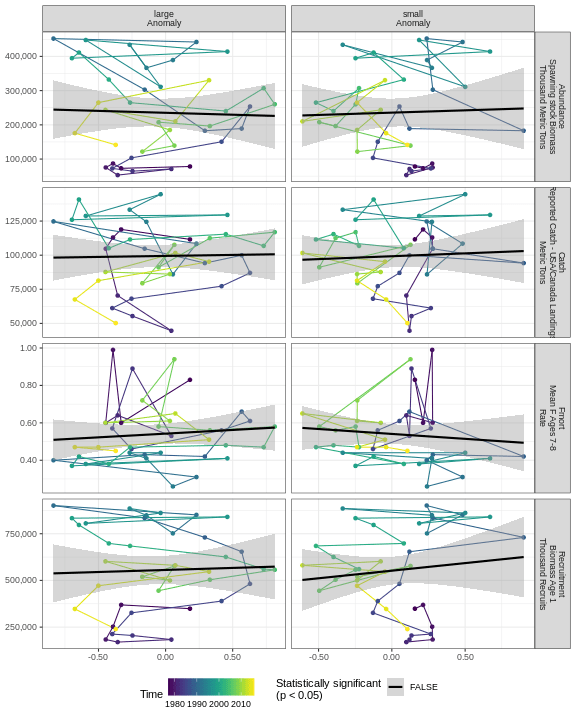 large
Anomaly
small
Anomaly
400,000
300,000
200,000
100,000
Abundance
Spawning stock Biomass
Thousand Metric Tons
125,000
100,000
75,000
50,000
Catch
Reported Catch - USA/Canada Landings
Metric Tons
1.00
0.80
0.60
0.40
Fmort
Mean F Ages 7-8
Rate
750,000
500,000
250,000
Recruitment
Biomass Age 1
Thousand Recruits
-0.50
0.00
0.50
-0.50
0.00
0.50
Time
1980 1990 2000 2010
Statistically significant
(p < 0.05)
FALSE